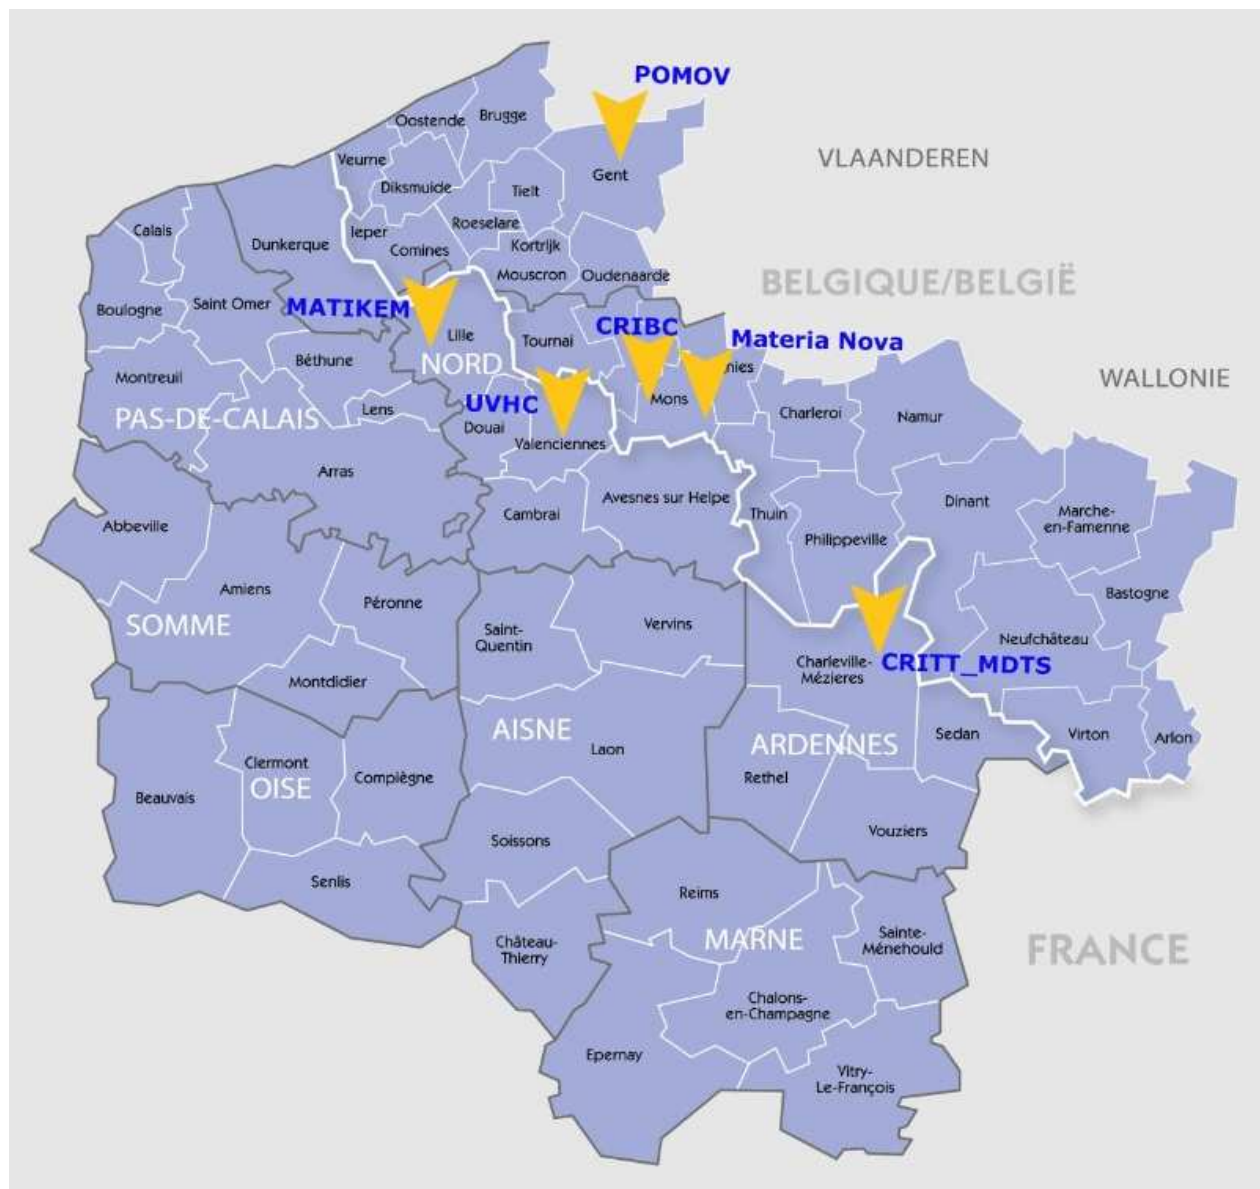 POMOV
Oostende
Brugge
Veurne
VLAANDEREN
Diksmuide
Tielt
Gent
Calais
Dunkerque
Ieper
Roeselare
Comines
Kortrijk
Mouscron
Oudenaarde
BELGIQUE/BELGIË
Boulogne
Saint Omer
MATIKEM
Lille
Tournai
CRIBC
Materia Nova
Béthune
NORD
nies
Montreuil
WALLONIE
PAS-DE-CALAIS
Lens
UVHC
Douai
Valenciennes
Mons
Charleroi
Namur
Arras
Abbeville
Cambrai
Avesnes sur Helpe
Thuin
Philippeville
Dinant
Marche-
en-Famenne
Amiens
Péronne
SOMME
Saint-
Quentin
Vervins
Bastogne
Neufchâteau
Charleville-
Mézieres
CRITT_MDTS
Montdidier
AISNE
Laon
ARDENNES
Sedan
Virton
Arlon
Clermont
OISE
Compiègne
Beauvais
Rethel
Vouziers
Soissons
Senlis
Reims
MARNE
Sainte-
Ménehould
FRANCE
Château-
Thierry
Chalons-
en-Champagne
Epernay
Vitry-
Le-François